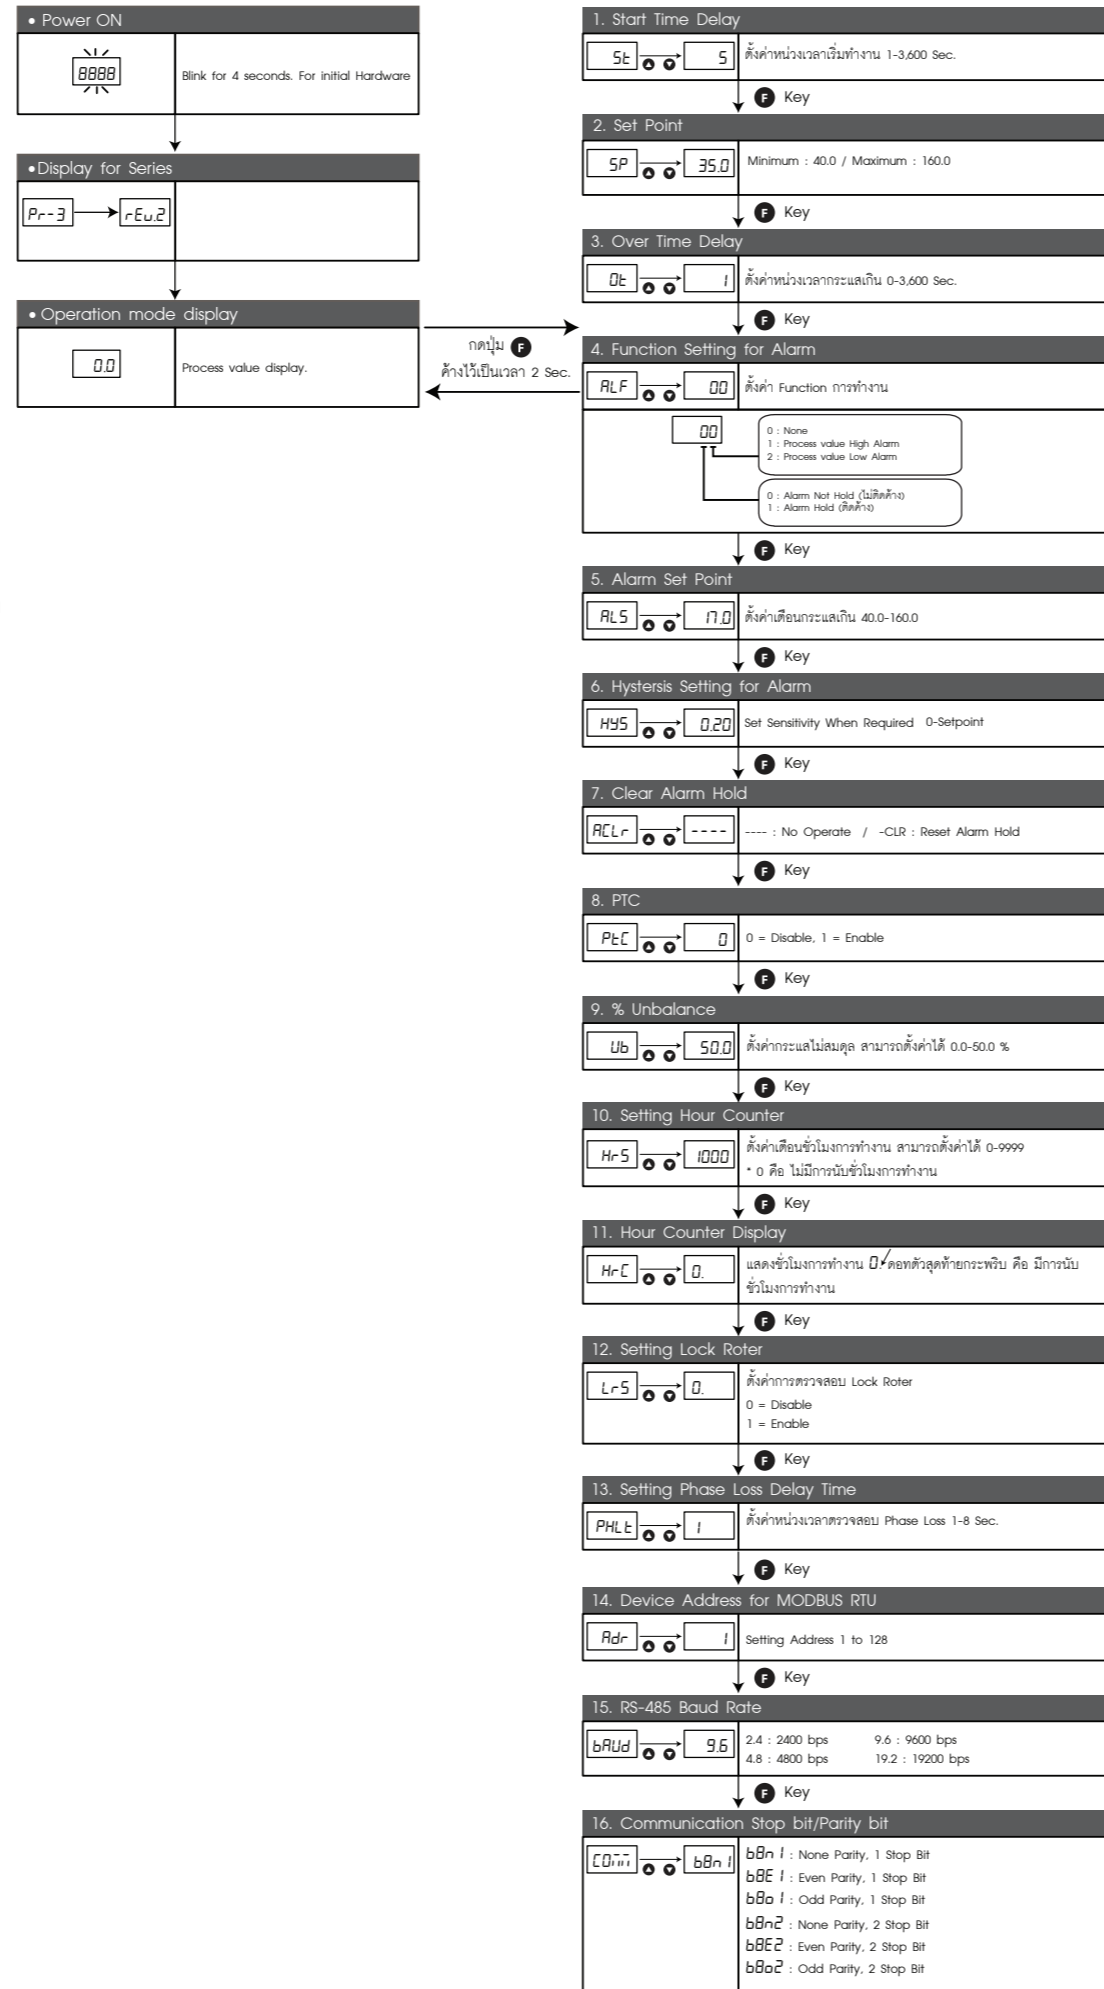 • Power ON
8888
Blink for 4 seconds. For initial Hardware
•Display for Series
Pr-3
rEv.2
• Operation mode display
0.0
Process value display.
กดปุ่ม F
ค้างไว้เป็นเวลา 2 Sec.
1. Start Time Delay
St
5
ตั้งค่าหน่วงเวลาเริ่มทำงาน 1-3,600 Sec.
F Key
2. Set Point
SP
35.0
Minimum : 40.0 / Maximum : 160.0
F Key
3. Over Time Delay
Ot
1
ตั้งค่าหน่วงเวลากระแสเกิน 0-3,600 Sec.
F Key
4. Function Setting for Alarm
ALF
00
ตั้งค่า Function การทำงาน
00
0 : None
1 : Process value High Alarm
2 : Process value Low Alarm
0 : Alarm Not Hold (ไม่ติดค้าง)
1 : Alarm Hold (ติดค้าง)
F Key
5. Alarm Set Point
ALS
17.0
ตั้งค่าเตือนกระแสเกิน 40.0-160.0
F Key
6. Hystersis Setting for Alarm
HYS
0.20
Set Sensitivity When Required 0-Setpoint
F Key
7. Clear Alarm Hold
ACLr
----
---- : No Operate / -CLR : Reset Alarm Hold
F Key
8. PTC
PtC
0
0 = Disable, 1 = Enable
F Key
9. % Unbalance
Ub
50.0
ตั้งค่ากระแสไม่สมดุล สามารถตั้งค่าได้ 0.0-50.0 %
F Key
10. Setting Hour Counter
HrS
1000
ตั้งค่าเตือนชั่วโมงการทำงาน สามารถตั้งค่าได้ 0-9999
* 0 คือ ไม่มีการนับชั่วโมงการทำงาน
F Key
11. Hour Counter Display
HrC
0.
แสดงชั่วโมงการทำงาน 0. ดอทตัวสุดท้ายกระพริบ คือ มีการนับ
ชั่วโมงการทำงาน
F Key
12. Setting Lock Roter
LrS
0.
ตั้งค่าการตรวจสอบ Lock Roter
0 = Disable
1 = Enable
F Key
13. Setting Phase Loss Delay Time
PHLt
1
ตั้งค่าหน่วงเวลาตรวจสอบ Phase Loss 1-8 Sec.
F Key
14. Device Address for MODBUS RTU
Adr
1
Setting Address 1 to 128
F Key
15. RS-485 Baud Rate
bAUd
9.6
2.4 : 2400 bps 9.6 : 9600 bps
4.8 : 4800 bps 19.2 : 19200 bps
F Key
16. Communication Stop bit/Parity bit
COmm
b8n1
b8n1 : None Parity, 1 Stop Bit
b8E1 : Even Parity, 1 Stop Bit
b8o1 : Odd Parity, 1 Stop Bit
b8n2 : None Parity, 2 Stop Bit
b8E2 : Even Parity, 2 Stop Bit
b8o2 : Odd Parity, 2 Stop Bit